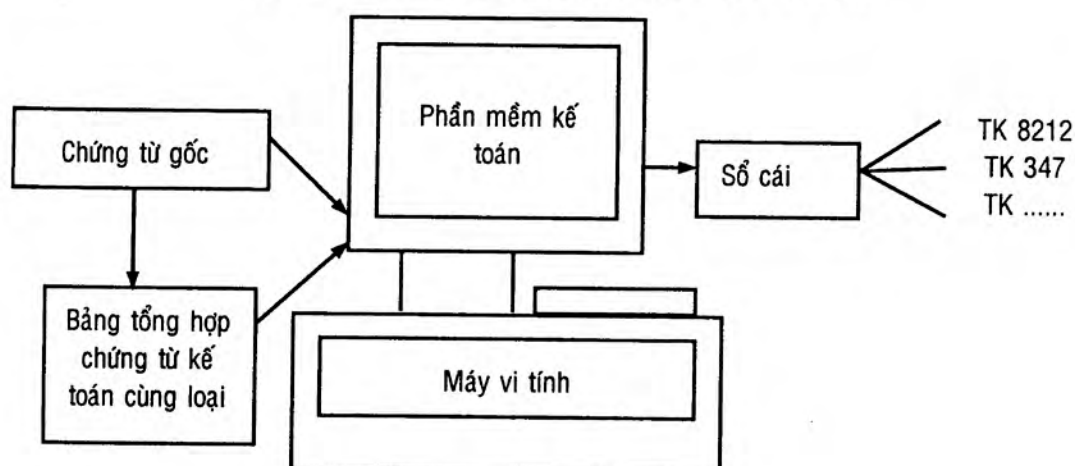 Chứng từ gốc
Bảng tổng hợp
chứng từ kế
toán cùng loại
Phần mềm kế
toán
Máy vi tính
Sổ cái
TK 8212
TK 347
TK ......